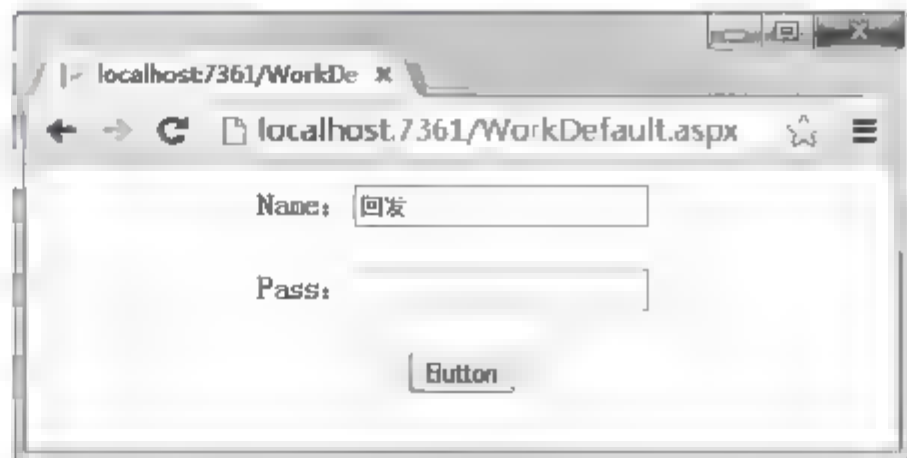 localhost:7361/WorkDe
localhost:7361/WorkDefault.aspx
Name: 回发
Pass:
Button